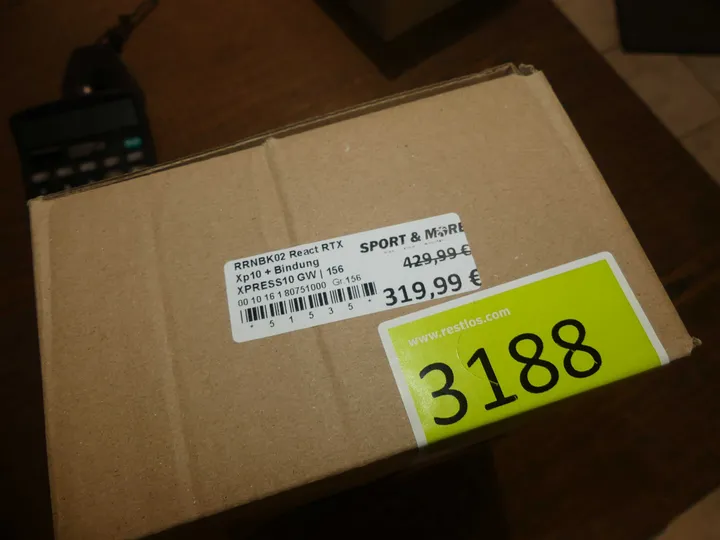 RRNBK02 React RTX
Xp10 + Bindung
XPRESS10 GW | 156
00 10 16 1 80751000 Gr 156
* 5 1 5 3 5 *
SPORT & MORE
429,99 €
319,99 €
www.restlos.com
3188